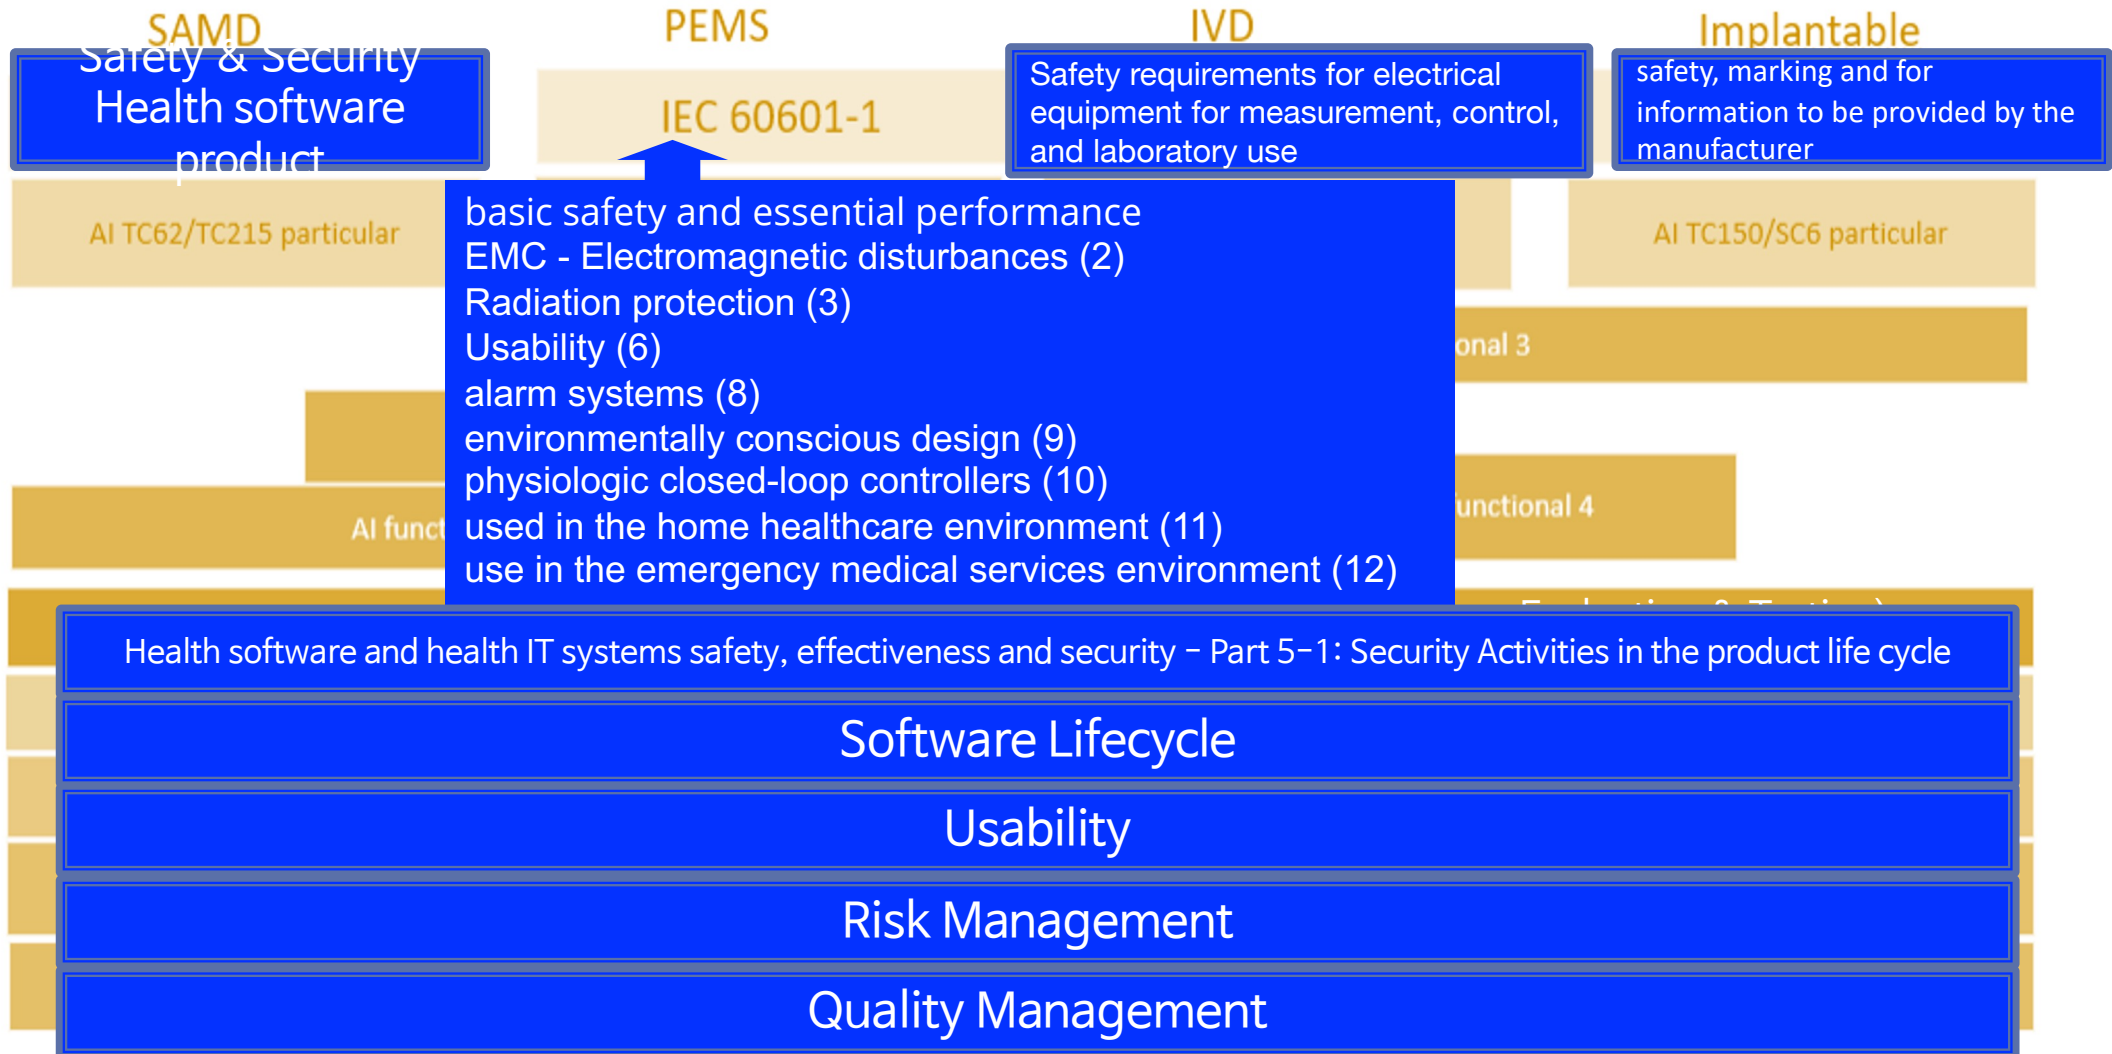 SAMD
PEMS
IVD
Implantable
Safety & Security
Health software
product
IEC 60601-1
Safety requirements for electrical
equipment for measurement, control,
and laboratory use
safety, marking and for
information to be provided by the
manufacturer
AI TC62/TC215 particular
AI TC150/SC6 particular
basic safety and essential performance
EMC - Electromagnetic disturbances (2)
Radiation protection (3)
Usability (6)
alarm systems (8)
environmentally conscious design (9)
physiologic closed-loop controllers (10)
used in the home healthcare environment (11)
use in the emergency medical services environment (12)
onal 3
unctional 4
AI funct
Health software and health IT systems safety, effectiveness and security - Part 5-1: Security Activities in the product life cycle
Software Lifecycle
Usability
Risk Management
Quality Management